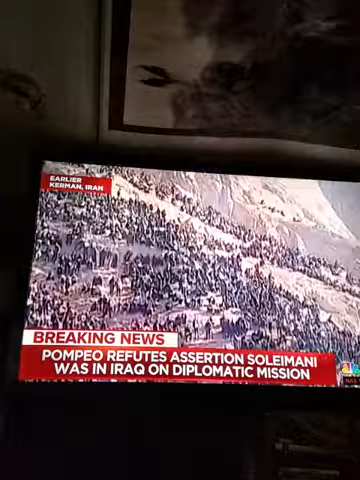 EARLIER
KERMAN, IRAN
BREAKING NEWS
POMPEO REFUTES ASSERTION SOLEIMANI
WAS IN IRAQ ON DIPLOMATIC MISSION